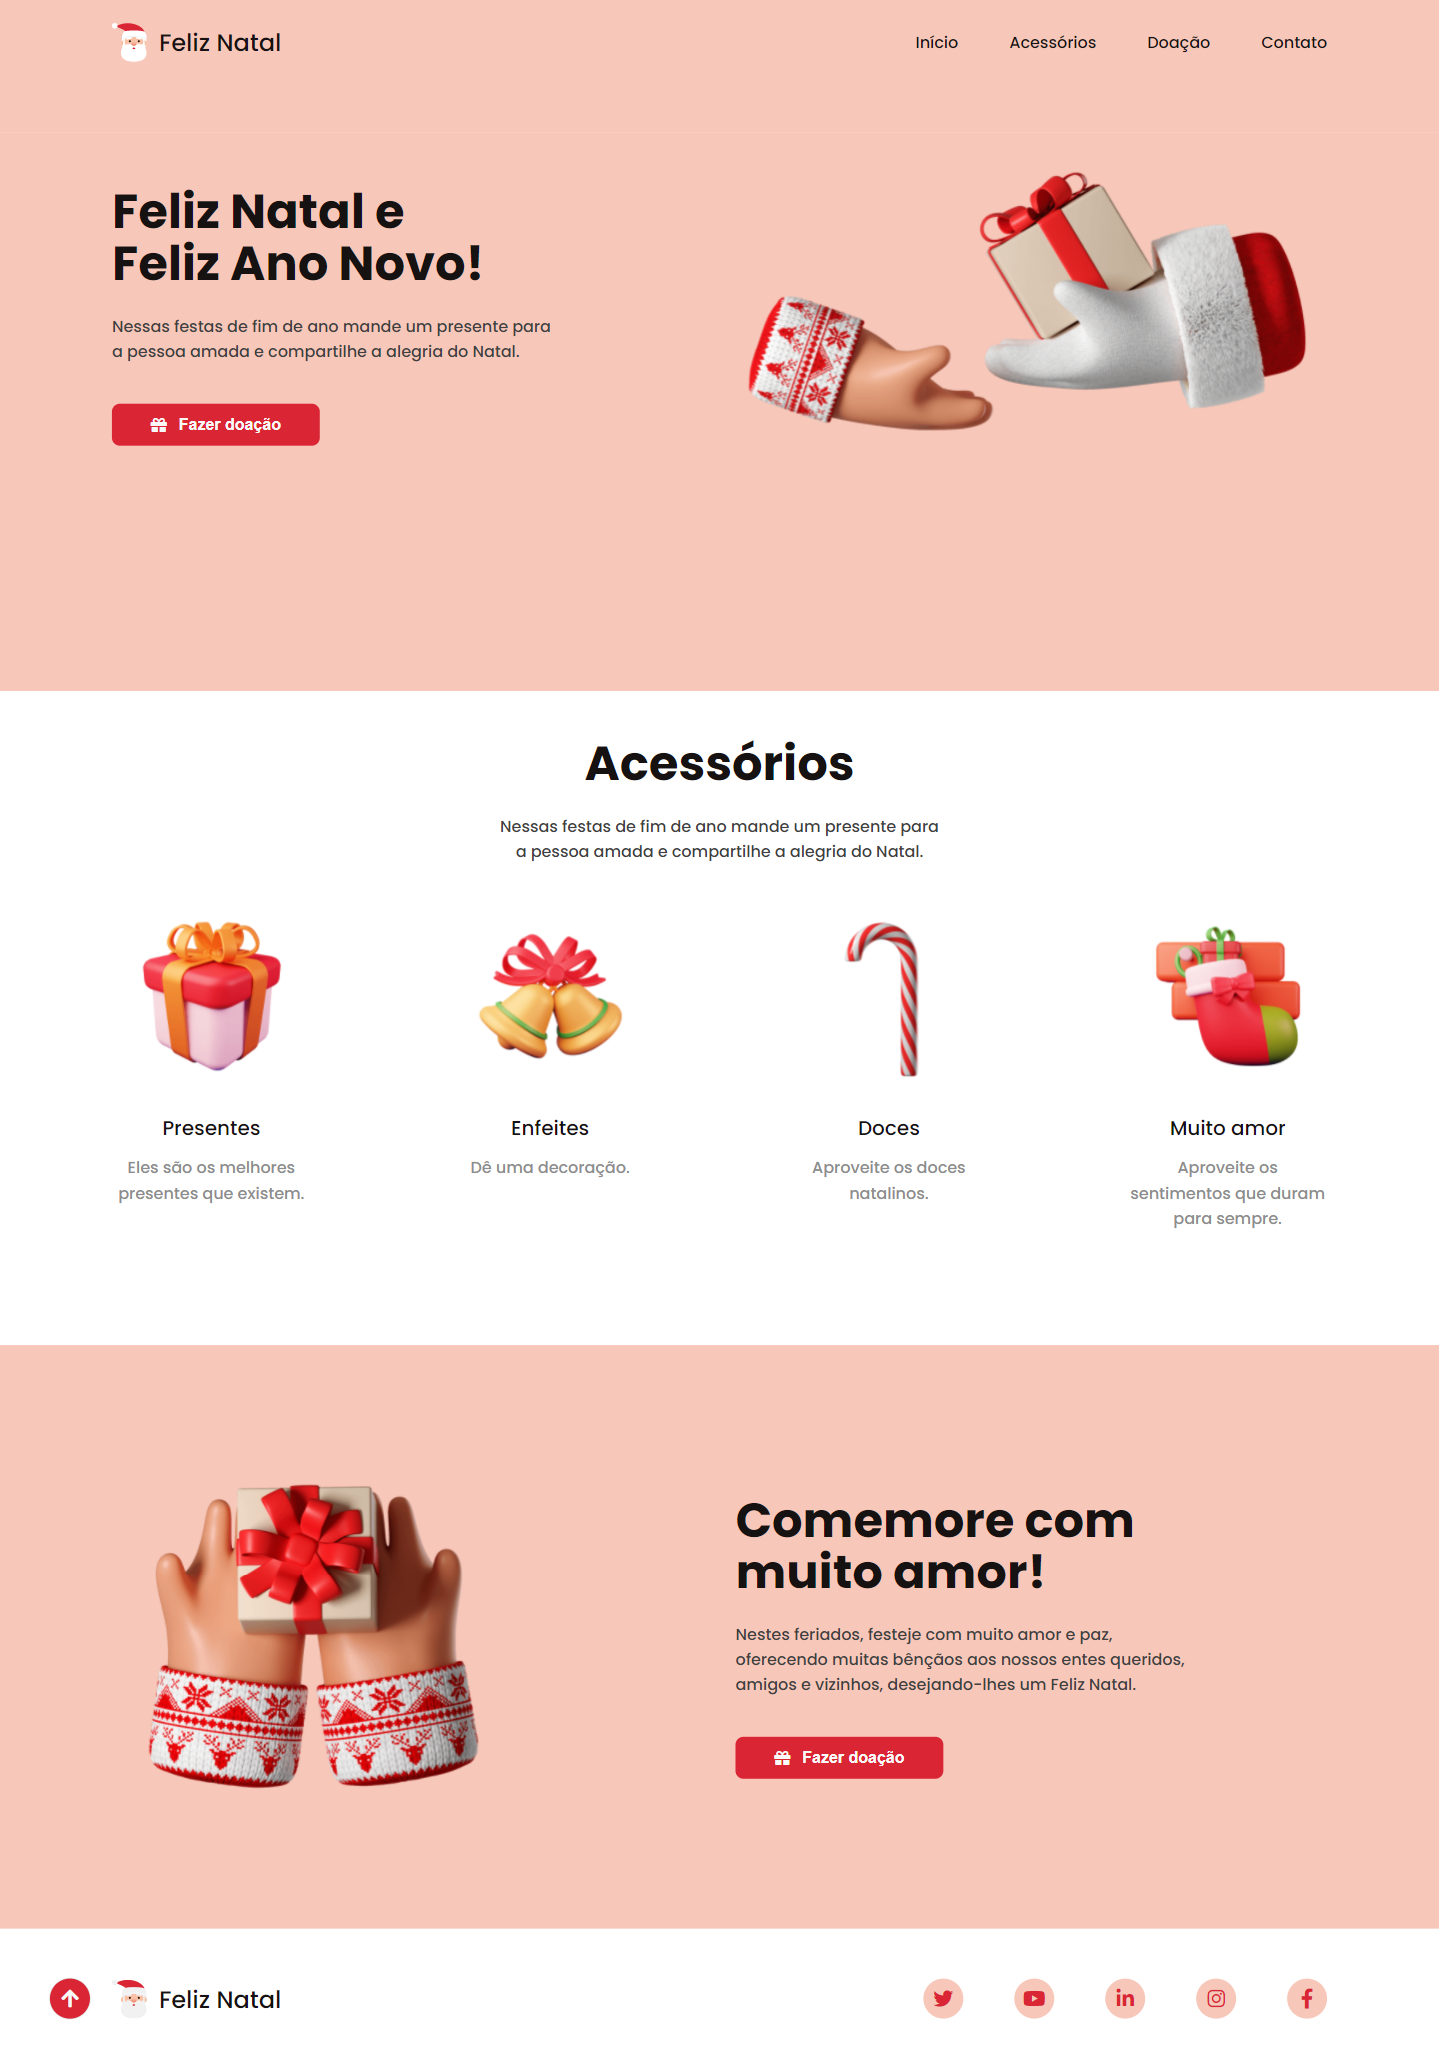 Feliz Natal
Início
Acessórios
Doação
Contato
Feliz Natal e
Feliz Ano Novo!
Nessas festas de fim de ano mande um presente para
a pessoa amada e compartilhe a alegria do Natal.
Fazer doação
Acessórios
Nessas festas de fim de ano mande um presente para
a pessoa amada e compartilhe a alegria do Natal.
Presentes
Eles são os melhores
presentes que existem.
Enfeites
Dê uma decoração.
Doces
Aproveite os doces
natalinos.
Muito amor
Aproveite os
sentimentos que duram
para sempre.
Comemore com
muito amor!
Nestes feriados, festeje com muito amor e paz,
oferecendo muitas bênçãos aos nossos entes queridos,
amigos e vizinhos, desejando-lhes um Feliz Natal.
Fazer doação
Feliz Natal